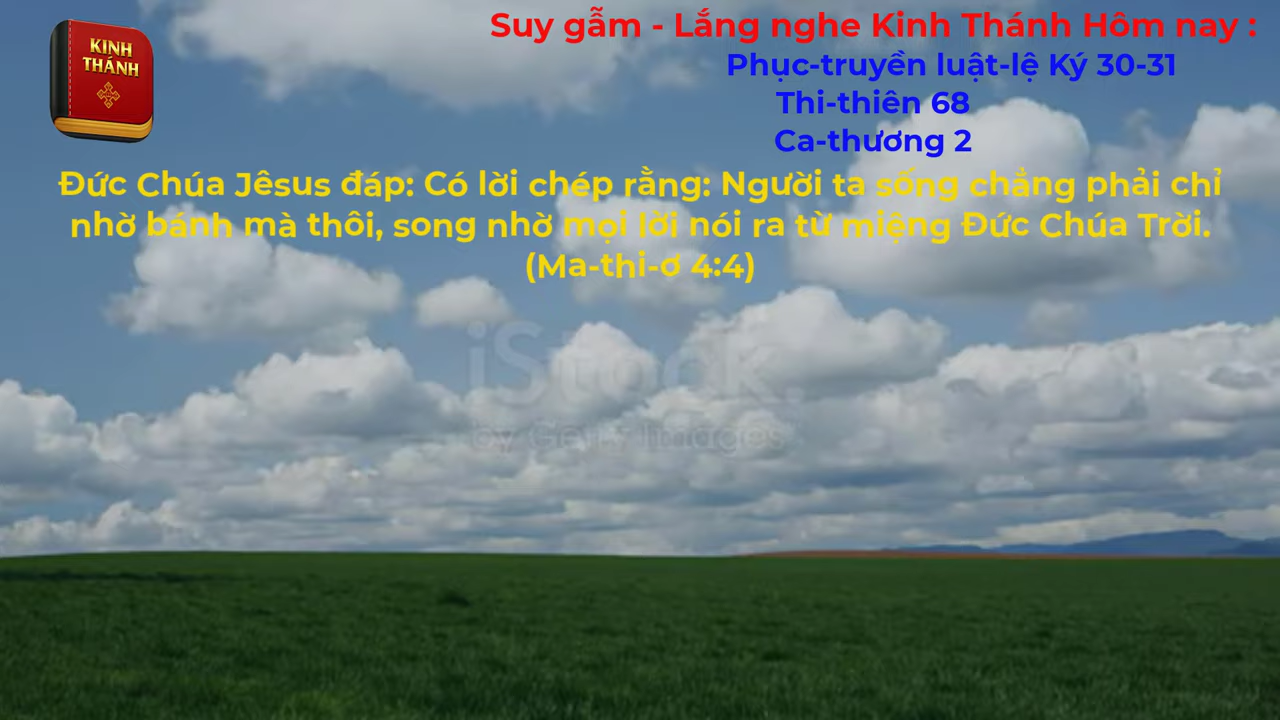 KINH
THÁNH
Suy gẫm - Lắng nghe Kinh Thánh Hôm nay :
Phục-truyền luật-lệ Ký 30-31
Thi-thiên 68
Ca-thương 2
Đức Chúa Jêsus đáp: Có lời chép rằng: Người ta sống chẳng phải chỉ
nhờ bánh mà thôi, song nhờ mọi lời nói ra từ miệng Đức Chúa Trời.
(Ma-thi-ơ 4:4)
iStock
by Getty Images